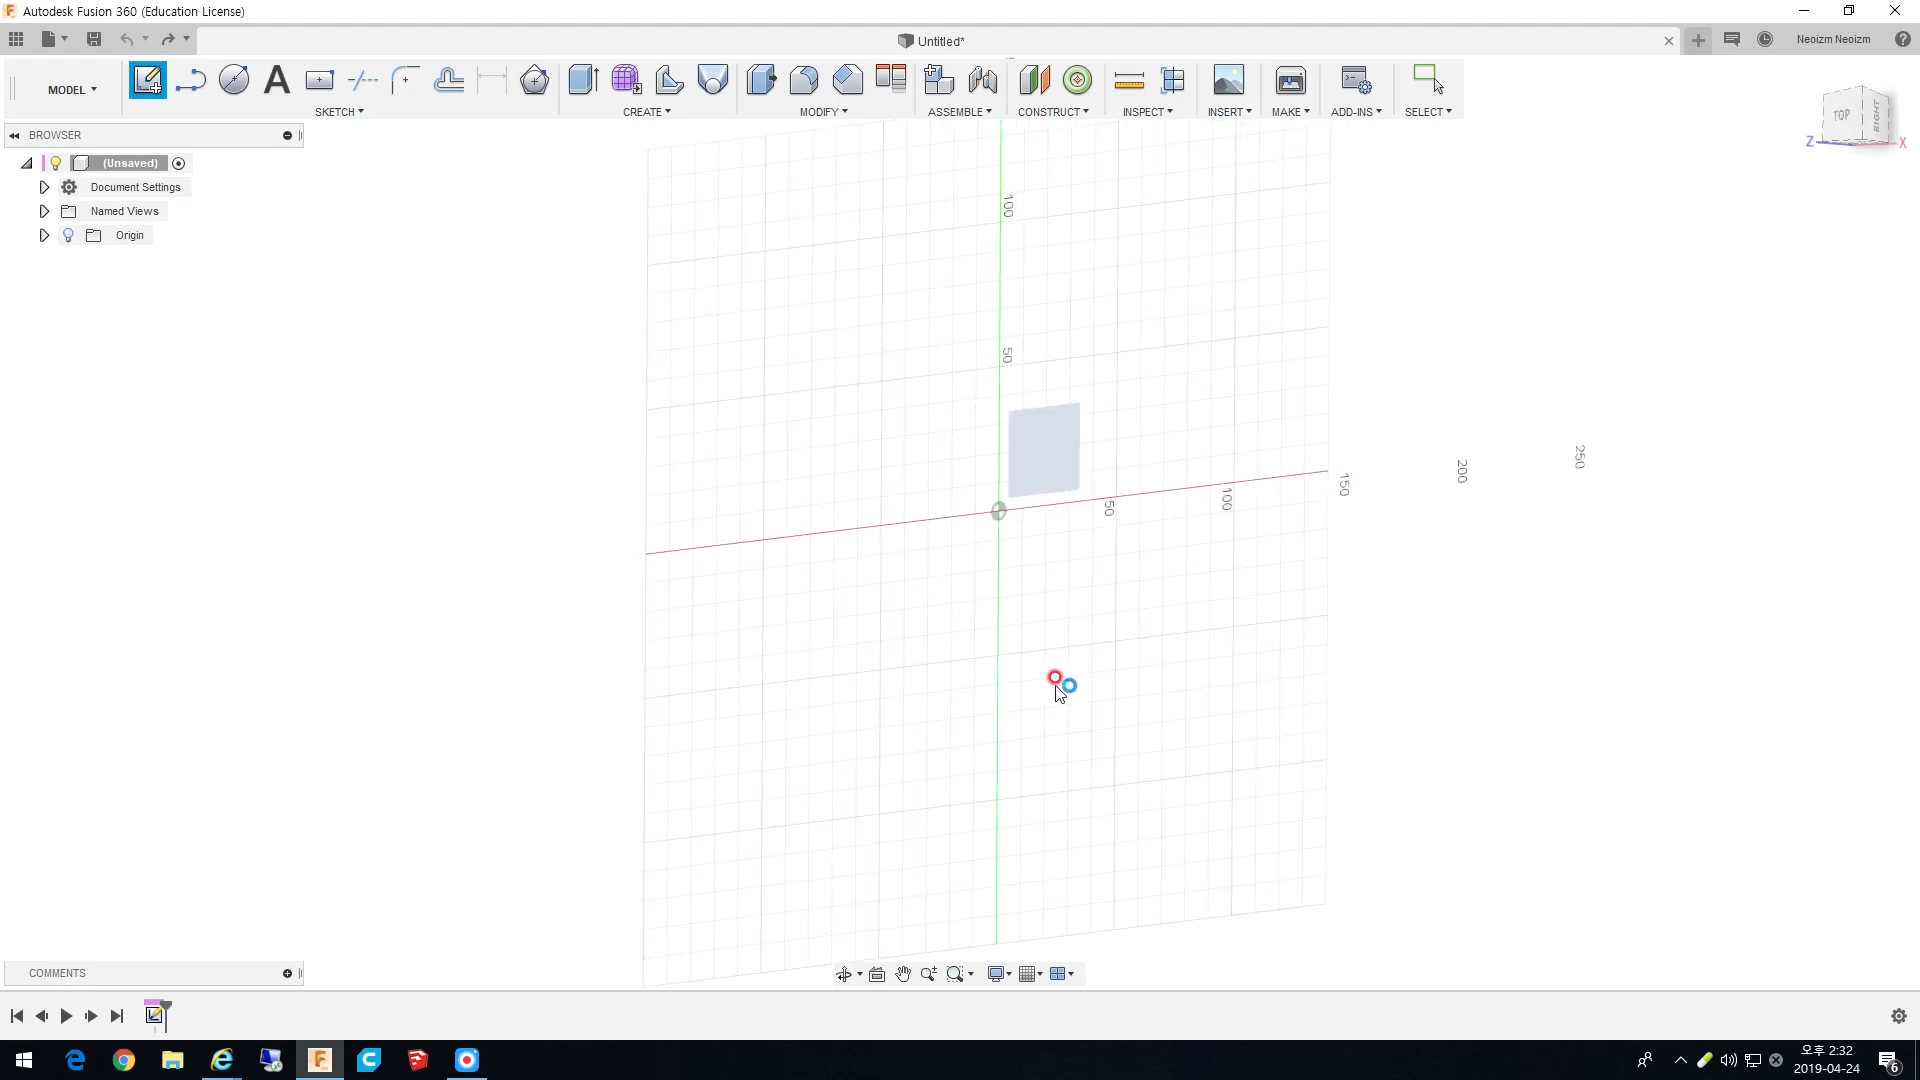 Autodesk Fusion 360 (Education License)
Untitled*
Neoizm Neoizm
MODEL
SKETCH
CREATE
MODIFY
ASSEMBLE
CONSTRUCT
INSPECT
INSERT
MAKE
ADD-INS
SELECT
TOP
RIGHT
Z
X
BROWSER
(Unsaved)
Document Settings
Named Views
Origin
100
50
50
100
150
200
250
COMMENTS
오후 2:32
2019-04-24
6